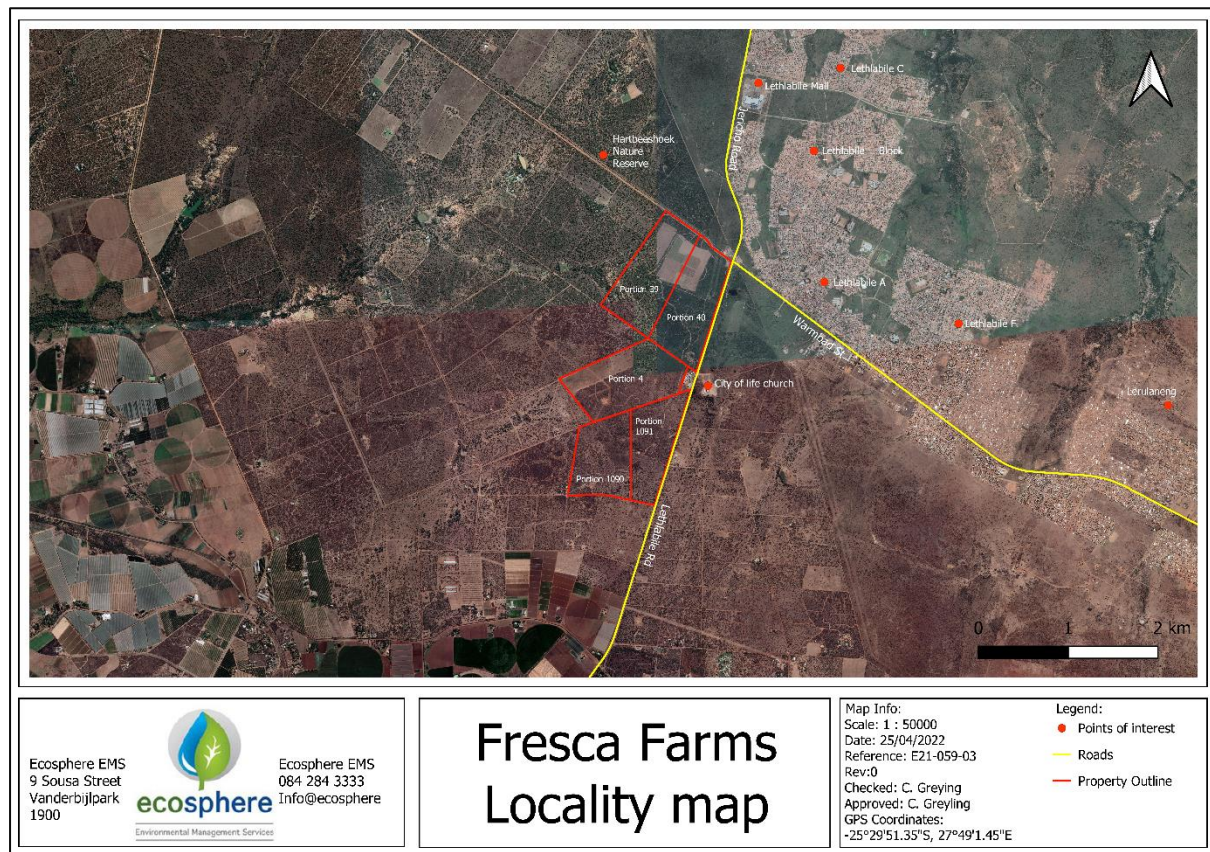 Lethlabile C
Lethlabile Mall
Jericho Road
Hartbeeshoek
Nature
Reserve
Lethlabile Block
Portion 39
Portion 40
Lethlabile A
Lethlabile F
Warmbad St
Portion 4
City of life church
Lerulaneng
Portion
1091
Portion 1090
Lethlabile Rd
0 1 2 km
Ecosphere EMS
9 Sousa Street
Vanderbijlpark
1900
ecosphere
Environmental Management Services
Ecosphere EMS
084 284 3333
Info@ecosphere
Fresca Farms
Locality map
Map Info:
Scale: 1 : 50000
Date: 25/04/2022
Reference: E21-059-03
Rev:0
Checked: C. Greying
Approved: C. Greyling
GPS Coordinates:
-25°29'51.35"S, 27°49'1.45"E
Legend:
Points of interest
Roads
Property Outline